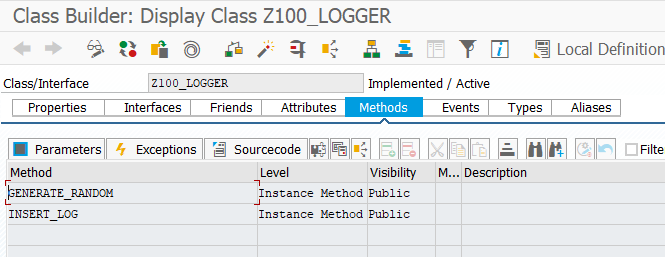 Class Builder: Display Class Z100_LOGGER
Local Definition
Class/Interface Z100_LOGGER Implemented / Active
Properties Interfaces Friends Attributes Methods Events Types Aliases
Parameters Exceptions Sourcecode Filte
Method Level Visibility M... Description
GENERATE_RANDOM Instance Method Public
INSERT_LOG Instance Method Public